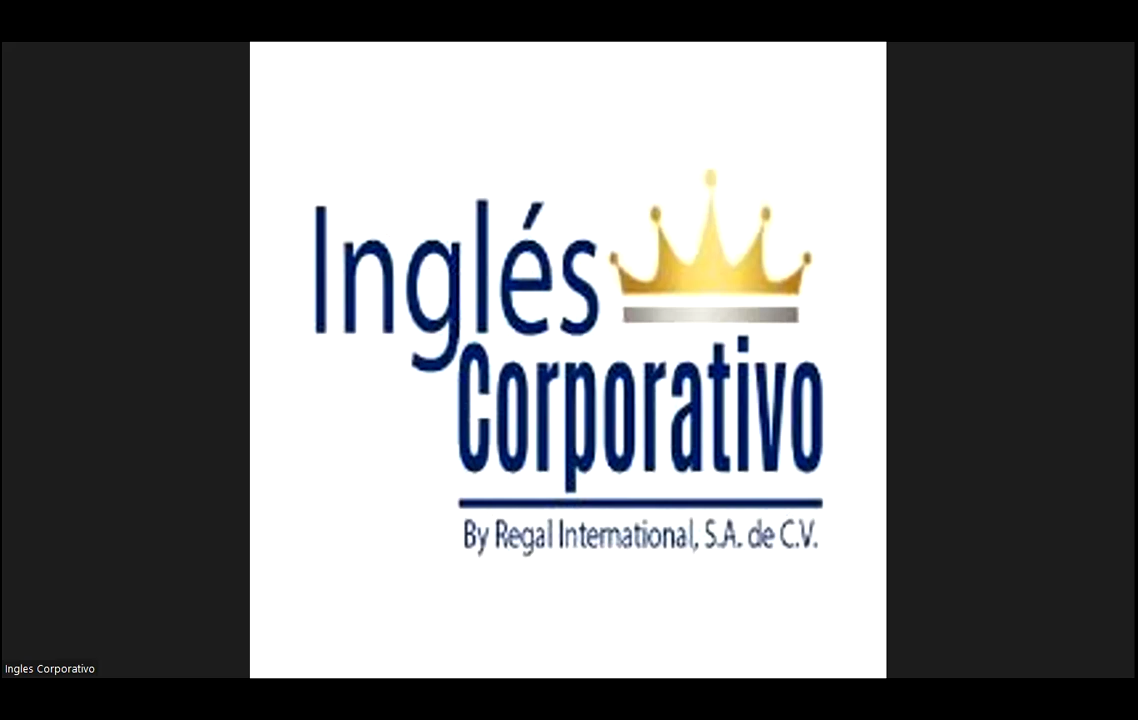 Inglés
Corporativo
By Regal International, S.A. de C.V.
Ingles Corporativo